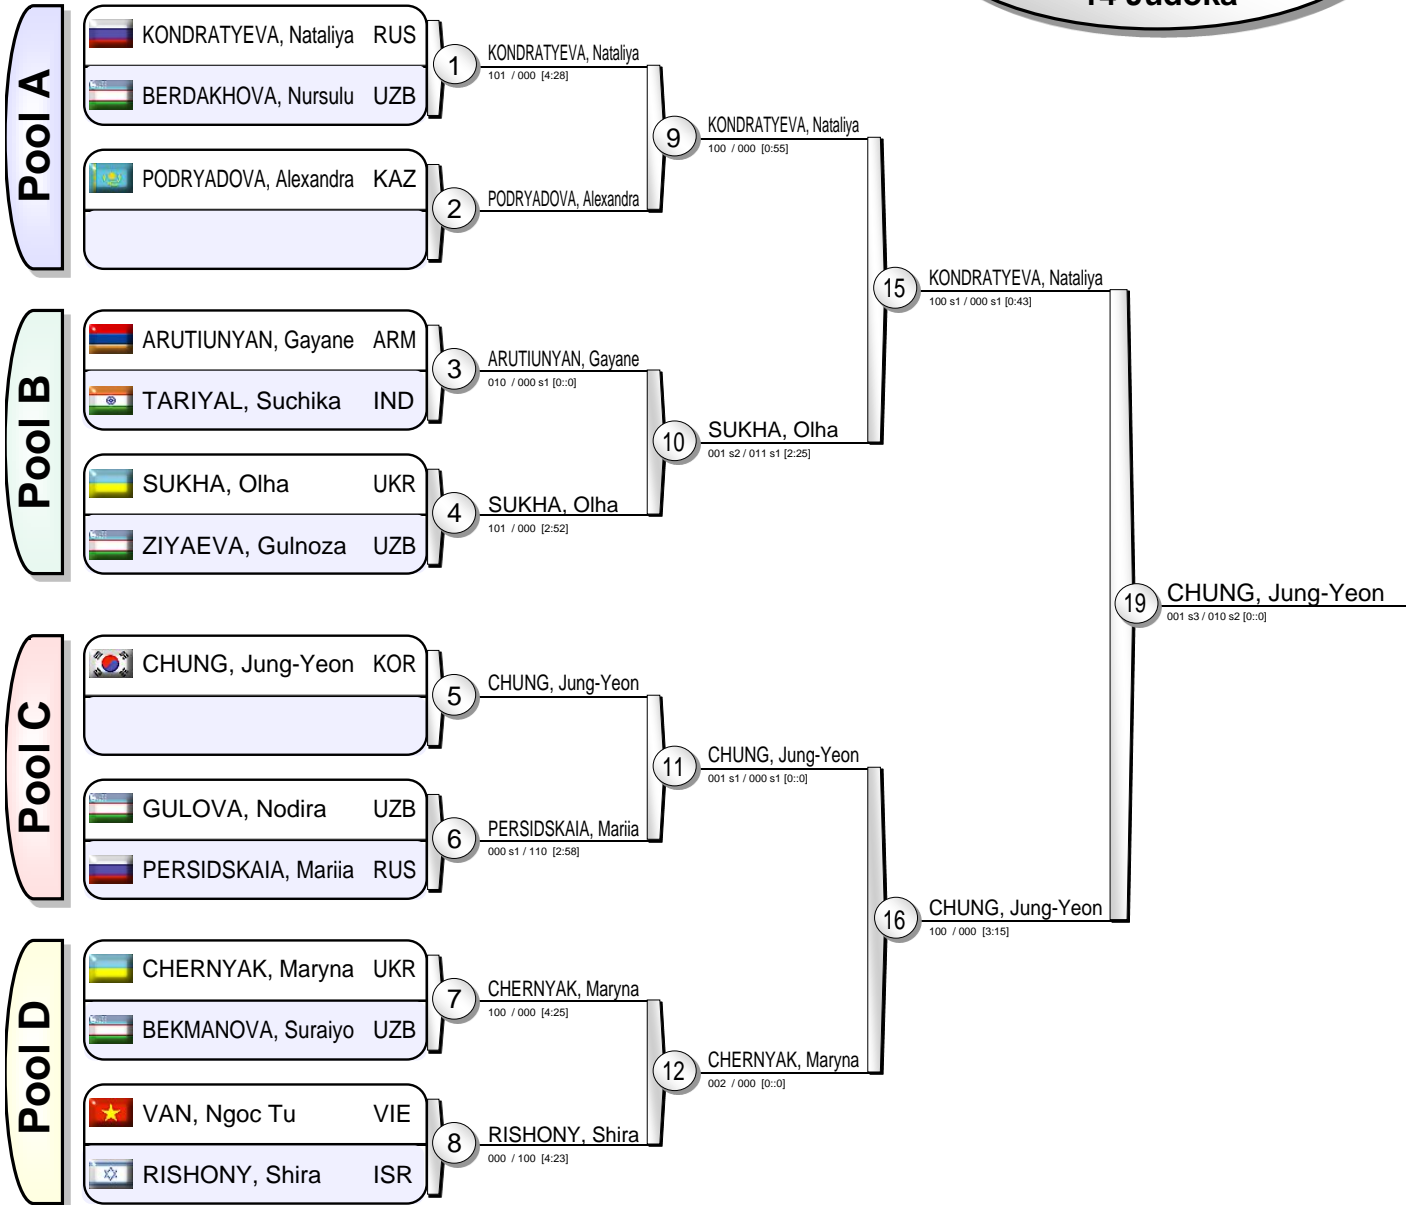 14 Judoka
Pool A
KONDRATYEVA, Nataliya RUS
BERDAKHOVA, Nursulu UZB
1
KONDRATYEVA, Nataliya
101 / 000 [4:28]
PODRYADOVA, Alexandra KAZ
2
PODRYADOVA, Alexandra
9
KONDRATYEVA, Nataliya
100 / 000 [0:55]
Pool B
ARUTIUNYAN, Gayane ARM
TARIYAL, Suchika IND
3
ARUTIUNYAN, Gayane
010 / 000 s1 [0::0]
SUKHA, Olha UKR
ZIYAEVA, Gulnoza UZB
4
SUKHA, Olha
101 / 000 [2:52]
10
SUKHA, Olha
001 s2 / 011 s1 [2:25]
15
KONDRATYEVA, Nataliya
100 s1 / 000 s1 [0:43]
Pool C
CHUNG, Jung-Yeon KOR
5
CHUNG, Jung-Yeon
GULOVA, Nodira UZB
PERSIDSKAIA, Mariia RUS
6
PERSIDSKAIA, Mariia
000 s1 / 110 [2:58]
11
CHUNG, Jung-Yeon
001 s1 / 000 s1 [0::0]
Pool D
CHERNYAK, Maryna UKR
BEKMANOVA, Suraiyo UZB
7
CHERNYAK, Maryna
100 / 000 [4:25]
VAN, Ngoc Tu VIE
RISHONY, Shira ISR
8
RISHONY, Shira
000 / 100 [4:23]
12
CHERNYAK, Maryna
002 / 000 [0::0]
16
CHUNG, Jung-Yeon
100 / 000 [3:15]
19
CHUNG, Jung-Yeon
001 s3 / 010 s2 [0::0]